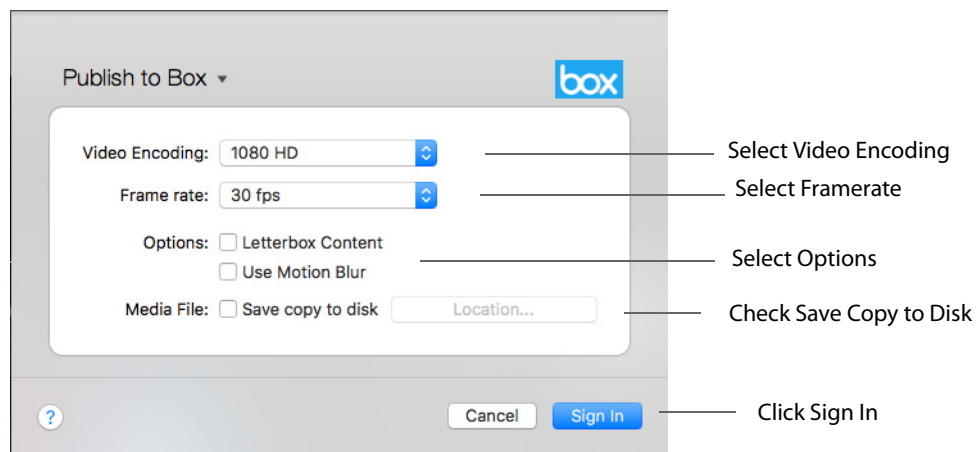 Publish to Box
box
Video Encoding: 1080 HD
Select Video Encoding
Frame rate: 30 fps
Select Framerate
Options: Letterbox Content
Use Motion Blur
Select Options
Media File: Save copy to disk Location...
Check Save Copy to Disk
? Cancel Sign In
Click Sign In